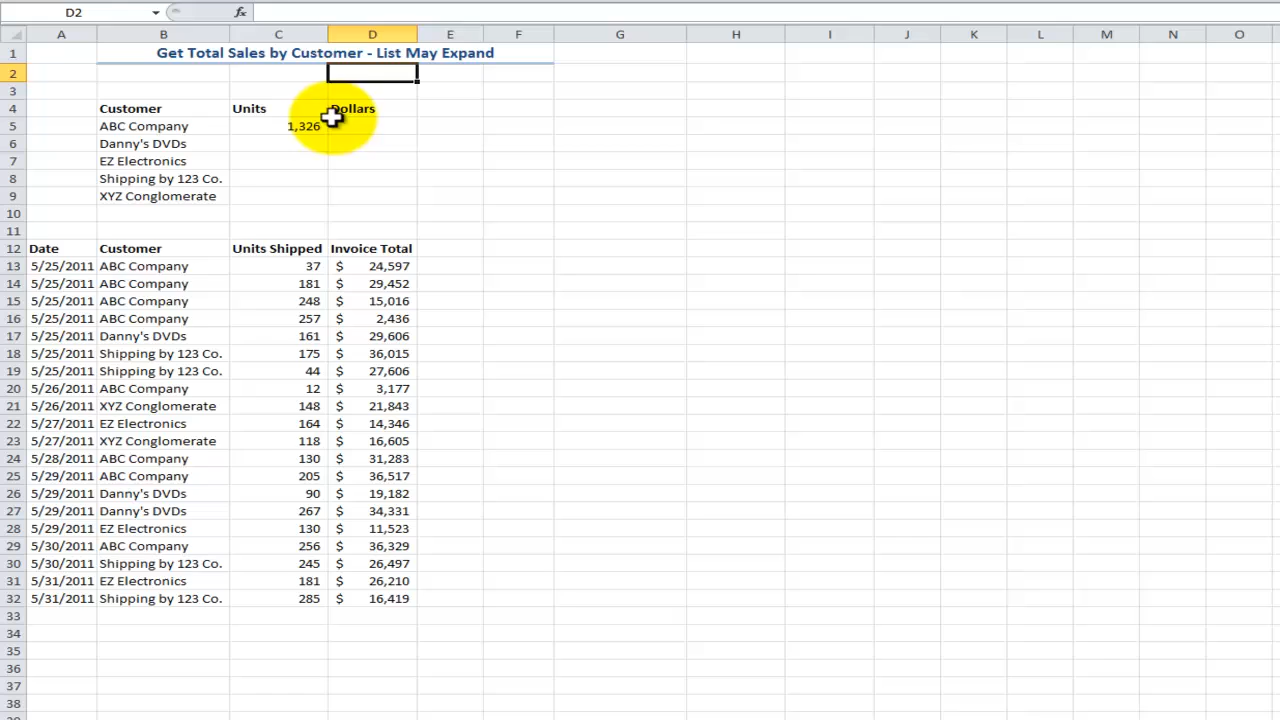 D2 fx
A B C D E F G H I J K L M N O
1 Get Total Sales by Customer - List May Expand
2
3
4 Customer Units Dollars
5 ABC Company 1,326
6 Danny's DVDs
7 EZ Electronics
8 Shipping by 123 Co.
9 XYZ Conglomerate
10
11
12 Date Customer Units Shipped Invoice Total
13 5/25/2011 ABC Company 37 $ 24,597
14 5/25/2011 ABC Company 181 $ 29,452
15 5/25/2011 ABC Company 248 $ 15,016
16 5/25/2011 ABC Company 257 $ 2,436
17 5/25/2011 Danny's DVDs 161 $ 29,606
18 5/25/2011 Shipping by 123 Co. 175 $ 36,015
19 5/25/2011 Shipping by 123 Co. 44 $ 27,606
20 5/26/2011 ABC Company 12 $ 3,177
21 5/26/2011 XYZ Conglomerate 148 $ 21,843
22 5/27/2011 EZ Electronics 164 $ 14,346
23 5/27/2011 XYZ Conglomerate 118 $ 16,605
24 5/28/2011 ABC Company 130 $ 31,283
25 5/29/2011 ABC Company 205 $ 36,517
26 5/29/2011 Danny's DVDs 90 $ 19,182
27 5/29/2011 Danny's DVDs 267 $ 34,331
28 5/29/2011 EZ Electronics 130 $ 11,523
29 5/30/2011 ABC Company 256 $ 36,329
30 5/30/2011 Shipping by 123 Co. 245 $ 26,497
31 5/31/2011 EZ Electronics 181 $ 26,210
32 5/31/2011 Shipping by 123 Co. 285 $ 16,419
33
34
35
36
37
38